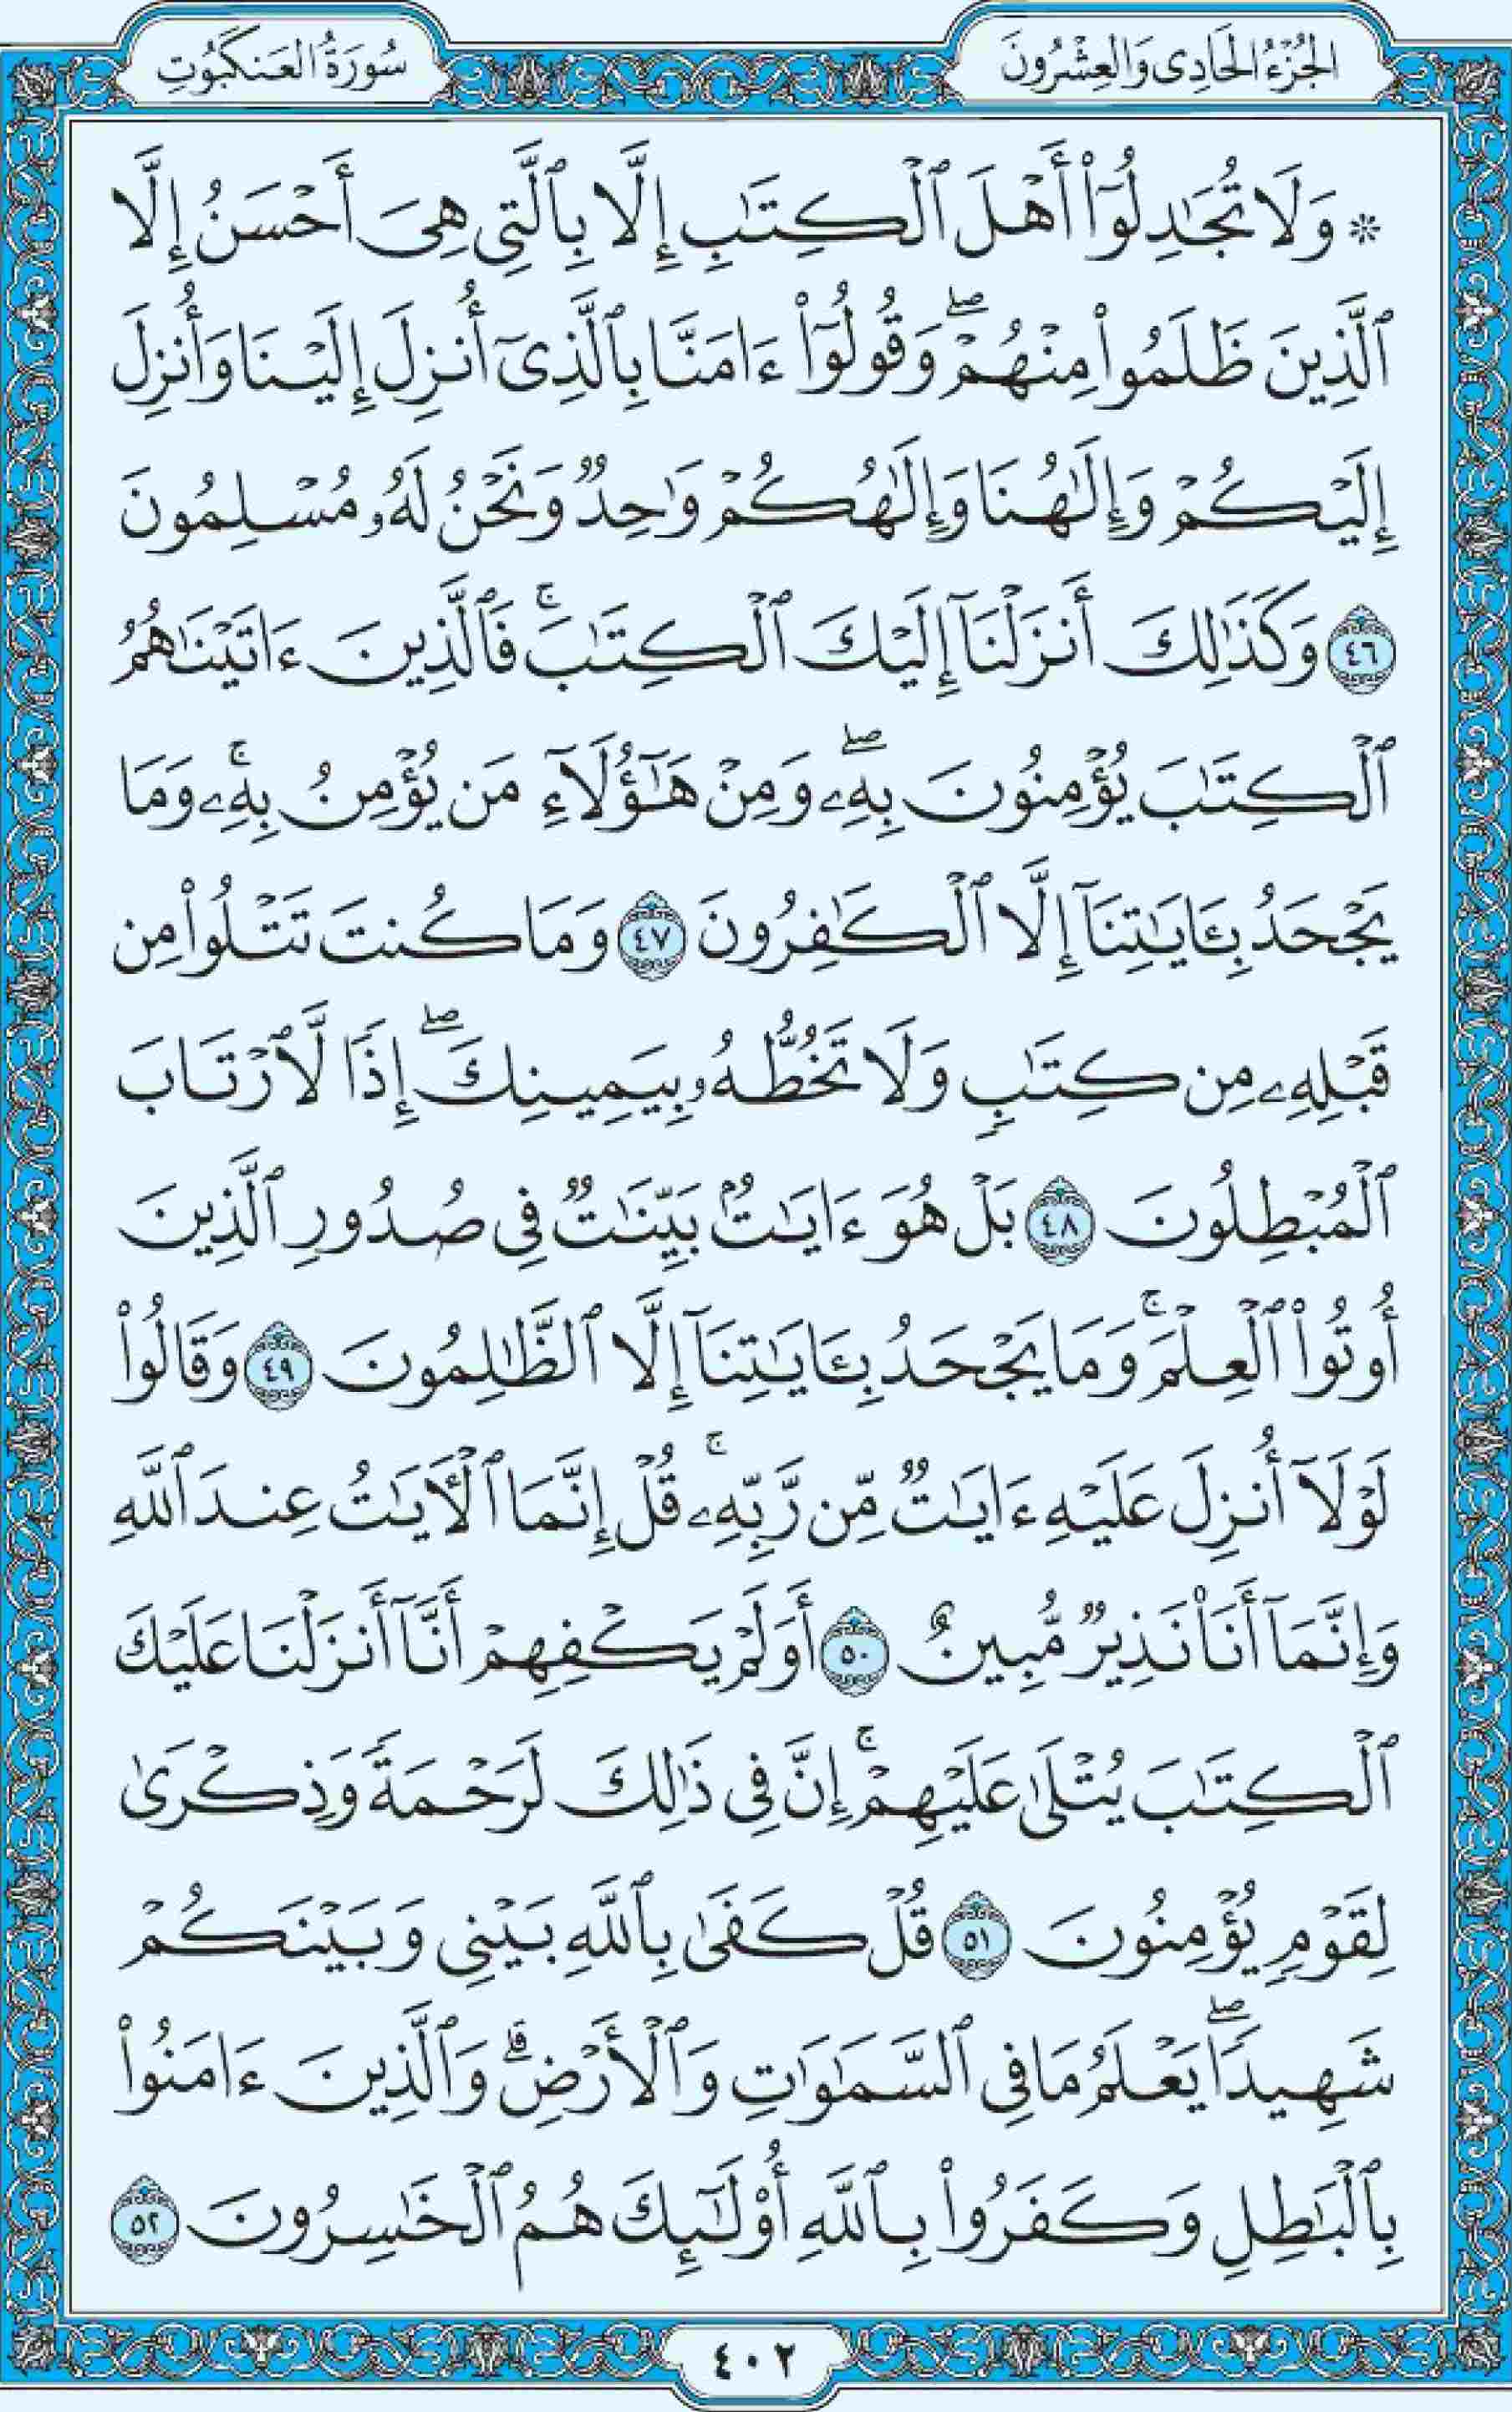 الجُزْءُ الحَادِي وَالعِشْرُونَ
سُورَةُ العَنكَبُوتِ
۞ وَلَا تُجَٰدِلُوٓا۟ أَهْلَ ٱلْكِتَٰبِ إِلَّا بِٱلَّتِى هِىَ أَحْسَنُ إِلَّا
ٱلَّذِينَ ظَلَمُوا۟ مِنْهُمْ ۖ وَقُولُوٓا۟ ءَامَنَّا بِٱلَّذِىٓ أُنزِلَ إِلَيْنَا وَأُنزِلَ
إِلَيْكُمْ وَإِلَٰهُنَا وَإِلَٰهُكُمْ وَٰحِدٌ وَنَحْنُ لَهُۥ مُسْلِمُونَ
٤٦ وَكَذَٰلِكَ أَنزَلْنَآ إِلَيْكَ ٱلْكِتَٰبَ ۚ فَٱلَّذِينَ ءَاتَيْنَٰهُمُ
ٱلْكِتَٰبَ يُؤْمِنُونَ بِهِۦ ۖ وَمِنْ هَٰٓؤُلَآءِ مَن يُؤْمِنُ بِهِۦ ۚ وَمَا
يَجْحَدُ بِـَٔايَٰتِنَآ إِلَّا ٱلْكَٰفِرُونَ ٤٧ وَمَا كُنتَ تَتْلُوا۟ مِن
قَبْلِهِۦ مِن كِتَٰبٍ وَلَا تَخُطُّهُۥ بِيَمِينِكَ ۖ إِذًا لَّٱرْتَابَ
ٱلْمُبْطِلُونَ ٤٨ بَلْ هُوَ ءَايَٰتٌۢ بَيِّنَٰتٌ فِى صُدُورِ ٱلَّذِينَ
أُوتُوا۟ ٱلْعِلْمَ ۚ وَمَا يَجْحَدُ بِـَٔايَٰتِنَآ إِلَّا ٱلظَّٰلِمُونَ ٤٩ وَقَالُوا۟
لَوْلَآ أُنزِلَ عَلَيْهِ ءَايَٰتٌ مِّن رَّبِّهِۦ ۚ قُلْ إِنَّمَا ٱلْـَٔايَٰتُ عِندَ ٱللَّهِ
وَإِنَّمَآ أَنَا۠ نَذِيرٌ مُّبِينٌ ٥٠ أَوَلَمْ يَكْفِهِمْ أَنَّآ أَنزَلْنَا عَلَيْكَ
ٱلْكِتَٰبَ يُتْلَىٰ عَلَيْهِمْ ۚ إِنَّ فِى ذَٰلِكَ لَرَحْمَةً وَذِكْرَىٰ
لِقَوْمٍ يُؤْمِنُونَ ٥١ قُلْ كَفَىٰ بِٱللَّهِ بَيْنِى وَبَيْنَكُمْ
شَهِيدًا ۖ يَعْلَمُ مَا فِى ٱلسَّمَٰوَٰتِ وَٱلْأَرْضِ ۗ وَٱلَّذِينَ ءَامَنُوا۟
بِٱلْبَٰطِلِ وَكَفَرُوا۟ بِٱللَّهِ أُو۟لَٰٓئِكَ هُمُ ٱلْخَٰسِرُونَ ٥٢
٤٠٢